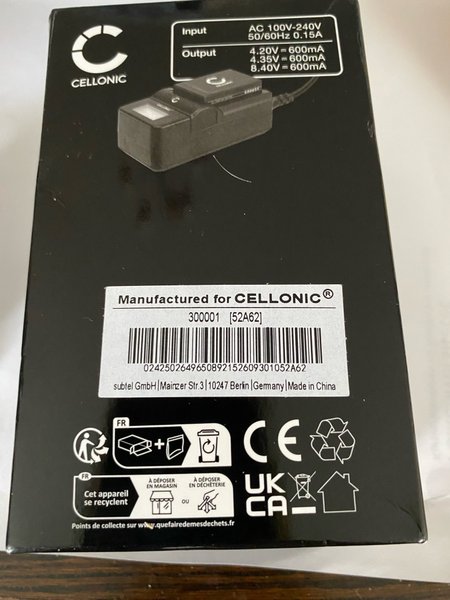 CELLONIC
Input AC 100V-240V
50/60Hz 0.15A
Output 4.20V=600mA
4.35V=600mA
8.40V=600mA
Manufactured for CELLONIC®
300001 [52A62]
02425026496508921526093010 52A62
subtel GmbH|Mainzer Str.3|10247 Berlin|Germany|Made in China
FR
+
CE
FR
Cet appareil
se recyclent
À DÉPOSER
EN MAGASIN
OU
À DÉPOSER
EN DÉCHÈTERIE
UK
CA
Points de collecte sur www.quefairedemesdechets.fr